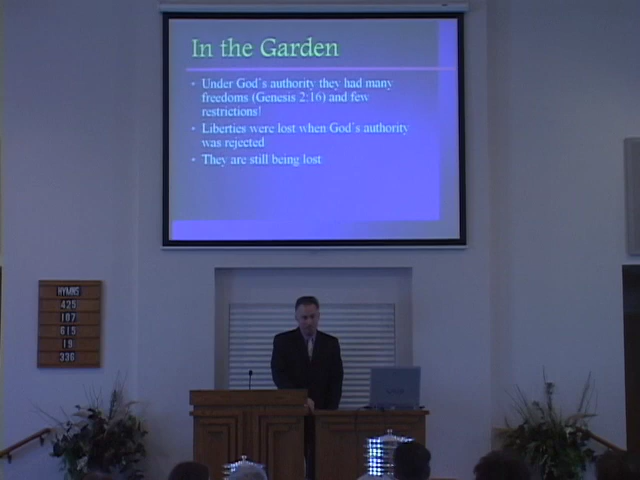 In the Garden
• Under God's authority they had many
freedoms (Genesis 2:16) and few
restrictions!
• Liberties were lost when God's authority
was rejected
• They are still being lost
HYMNS
425
187
615
19
336